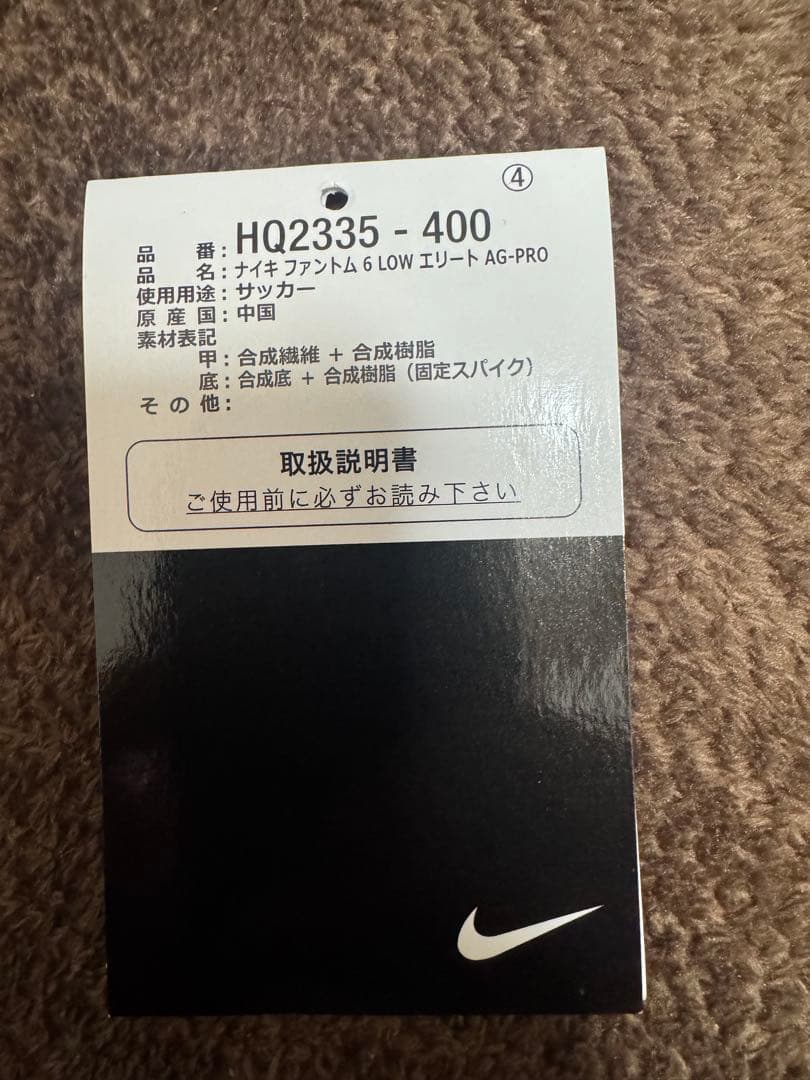 ④
品番：HQ2335 - 400
品名：ナイキ ファントム 6 LOW エリート AG-PRO
使用用途：サッカー
原産国：中国
素材表記
甲：合成繊維 + 合成樹脂
底：合成底 + 合成樹脂（固定スパイク）
その他：
取扱説明書
ご使用前に必ずお読み下さい